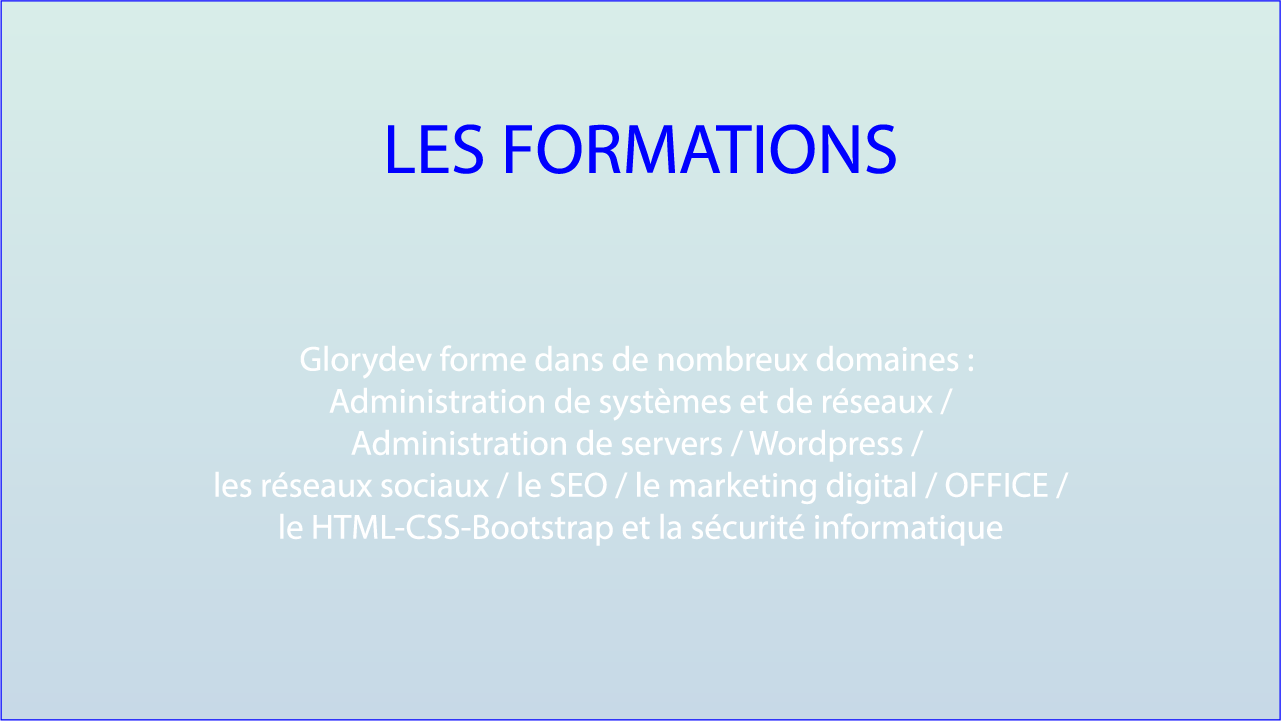 LES FORMATIONS
Glorydev forme dans de nombreux domaines :
Administration de systèmes et de réseaux /
Administration de servers / Wordpress /
les réseaux sociaux / le SEO / le marketing digital / OFFICE /
le HTML-CSS-Bootstrap et la sécurité informatique